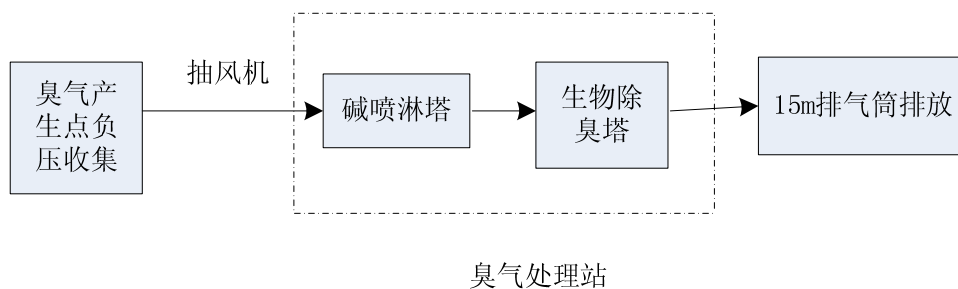 臭气产
生点负
压收集
抽风机
碱喷淋塔
生物除
臭塔
15m排气筒排放
臭气处理站